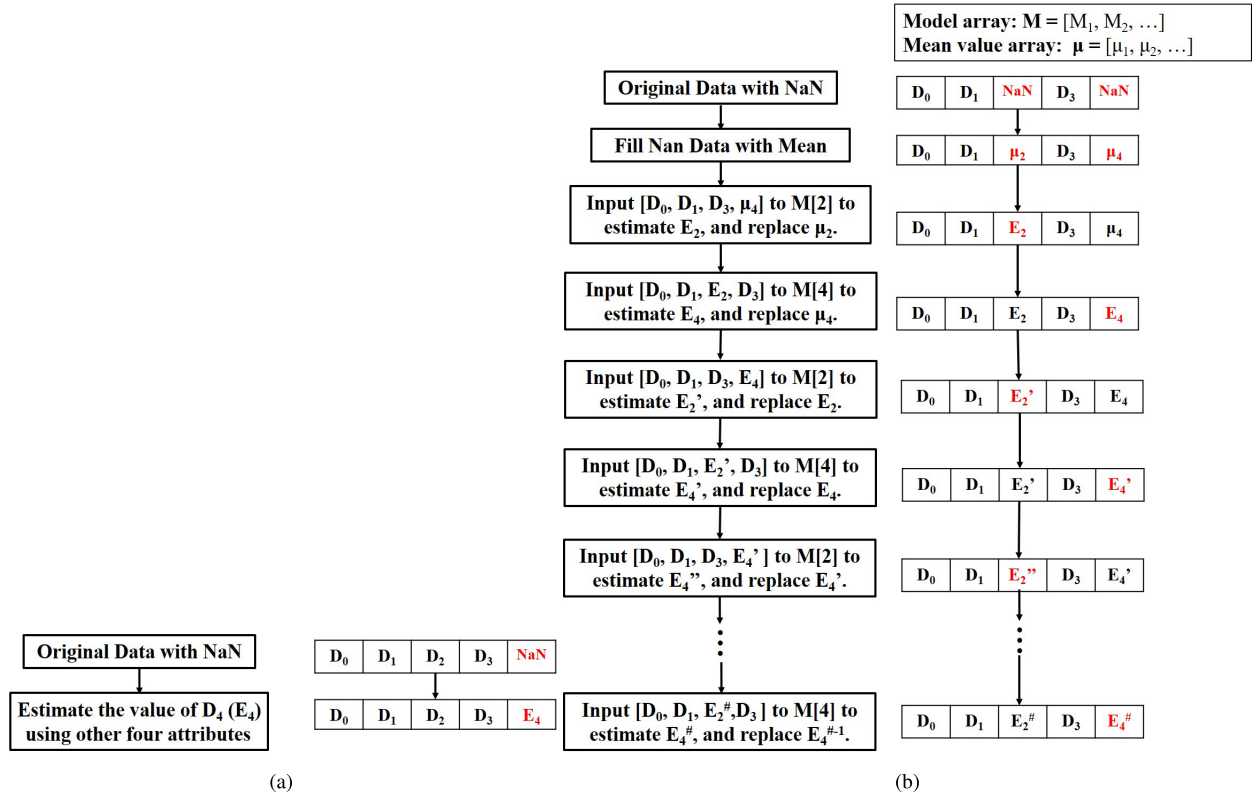 Model array: M = [M₁, M₂, …]
Mean value array: μ = [μ₁, μ₂, …]
Original Data with NaN
D₀ D₁ NaN D₃ NaN
Fill Nan Data with Mean
D₀ D₁ μ₂ D₃ μ₄
Input [D₀, D₁, D₃, μ₄] to M[2] to
estimate E₂, and replace μ₂.
D₀ D₁ E₂ D₃ μ₄
Input [D₀, D₁, E₂, D₃] to M[4] to
estimate E₄, and replace μ₄.
D₀ D₁ E₂ D₃ E₄
Input [D₀, D₁, D₃, E₄] to M[2] to
estimate E₂’, and replace E₂.
D₀ D₁ E₂’ D₃ E₄
Input [D₀, D₁, E₂’, D₃] to M[4] to
estimate E₄’, and replace E₄.
D₀ D₁ E₂’ D₃ E₄’
Input [D₀, D₁, D₃, E₄’ ] to M[2] to
estimate E₄’’, and replace E₄’.
D₀ D₁ E₂’’ D₃ E₄’
Original Data with NaN
D₀ D₁ D₂ D₃ NaN
Estimate the value of D₄ (E₄)
using other four attributes
D₀ D₁ D₂ D₃ E₄
Input [D₀, D₁, E₂^#,D₃ ] to M[4] to
estimate E₄^#, and replace E₄^#-1.
D₀ D₁ E₂^# D₃ E₄^#
(a)
(b)